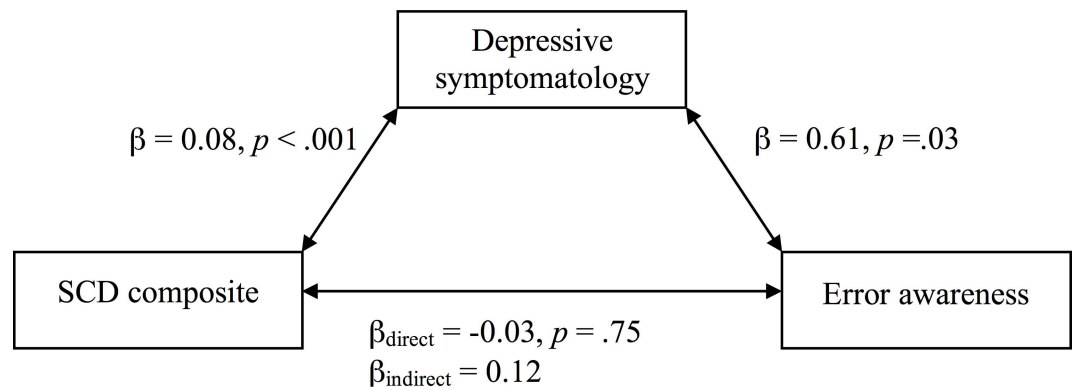 Depressive
symptomatology
β = 0.08, p < .001
β = 0.61, p =.03
SCD composite
Error awareness
βdirect = -0.03, p = .75
βindirect = 0.12